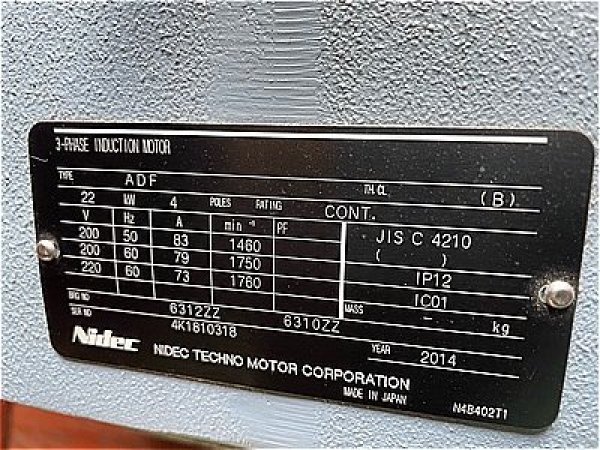 3-PHASE INDUCTION MOTOR
TYPE ADF TH.CL. (B)
22 kW 4 POLES RATING CONT.
V Hz A min⁻¹ PF JIS C 4210
200 50 83 1460 ( )
200 60 79 1750 IP12
220 60 73 1760 IC01
BRG NO 6312ZZ 6310ZZ MASS - kg
SER NO 4K1810318 YEAR 2014
Nidec NIDEC TECHNO MOTOR CORPORATION
MADE IN JAPAN N4B402T1